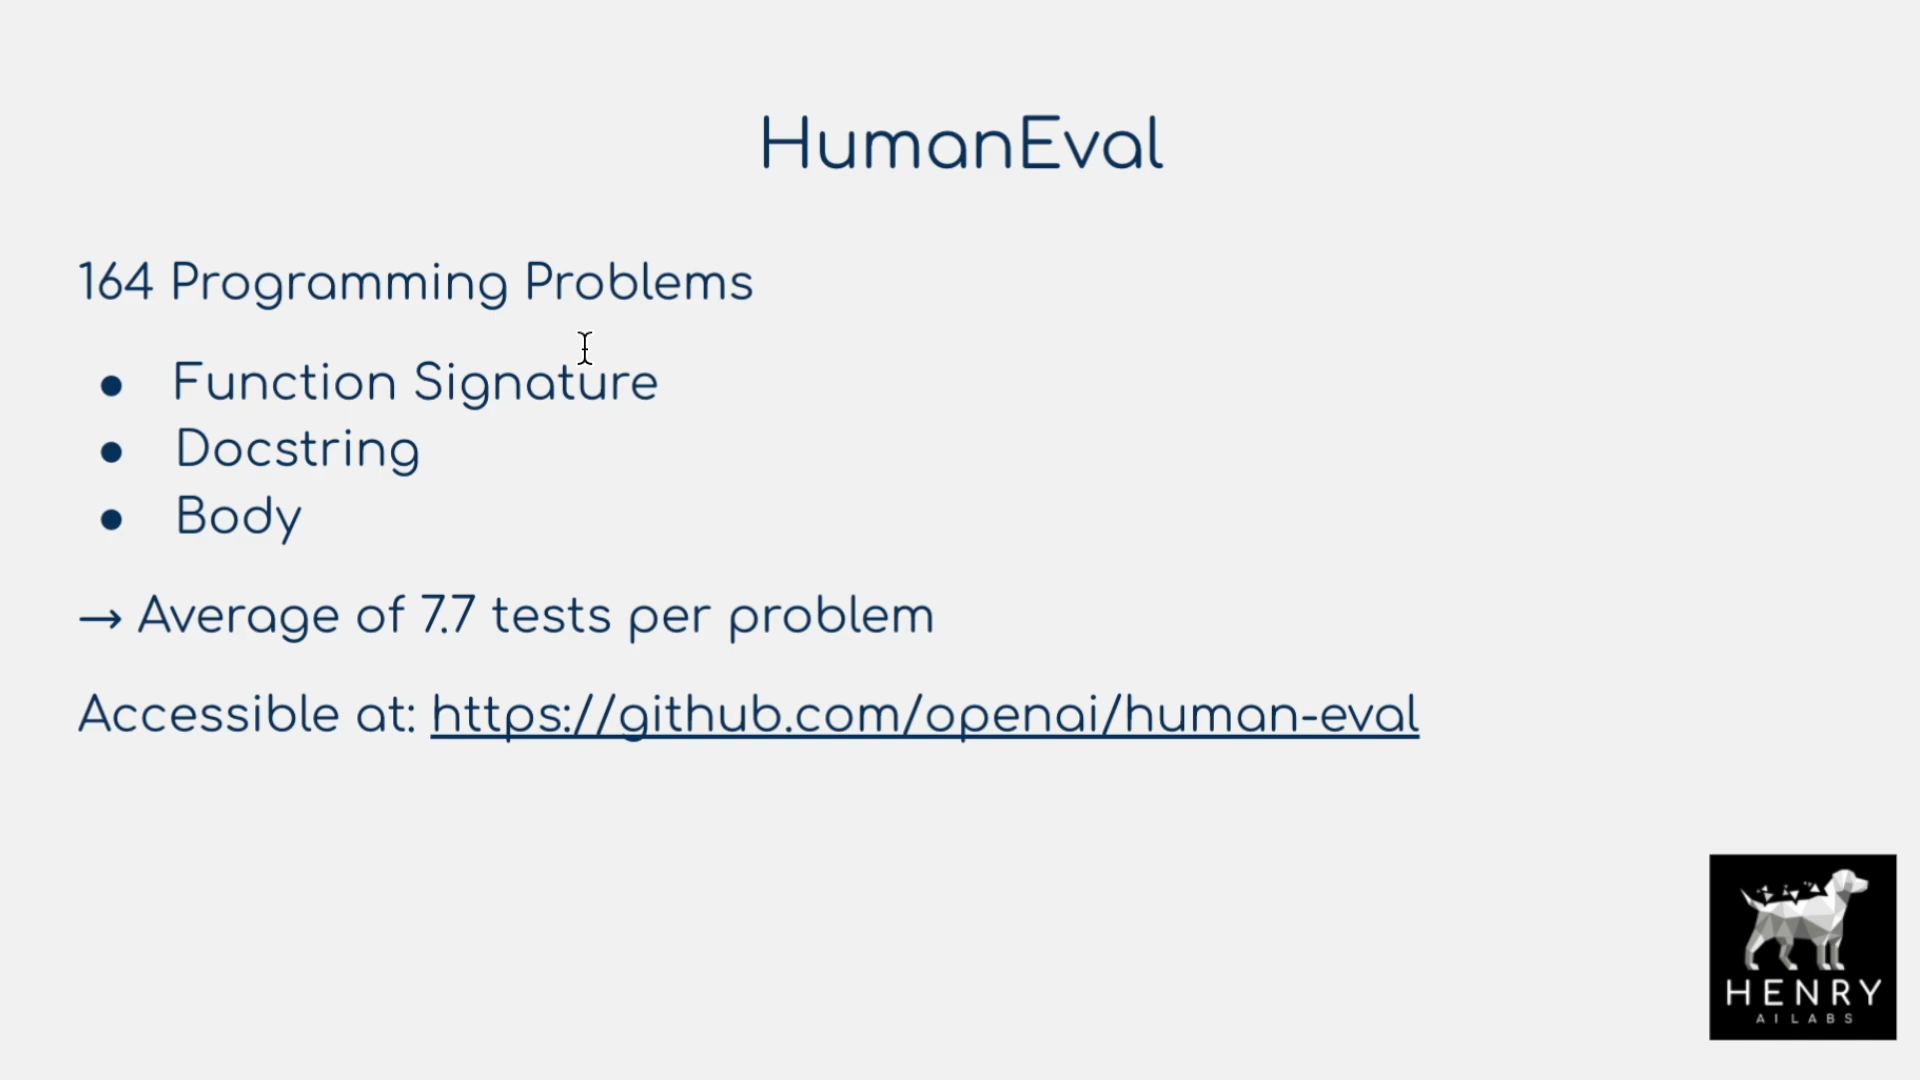 HumanEval
164 Programming Problems
● Function Signature
● Docstring
● Body
→ Average of 7.7 tests per problem
Accessible at: https://github.com/openai/human-eval
HENRY
AI LABS